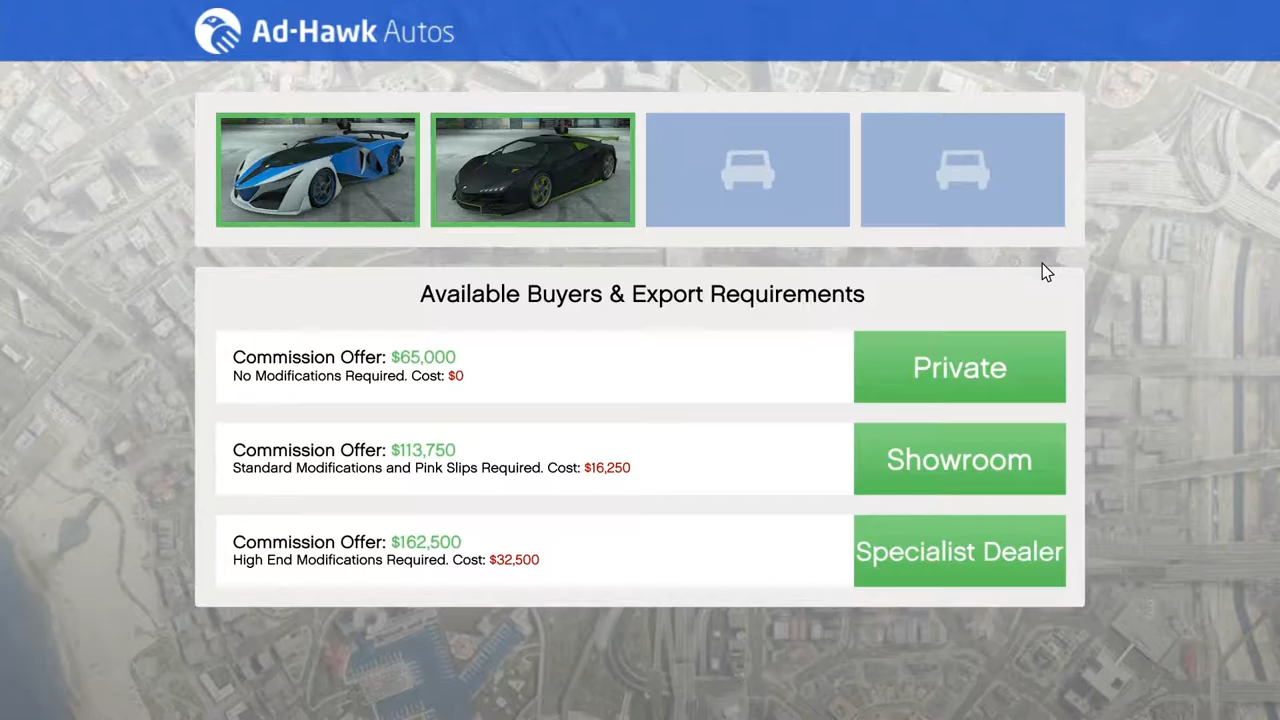 Ad-Hawk Autos
Available Buyers & Export Requirements
Commission Offer: $65,000
No Modifications Required. Cost: $0
Private
Commission Offer: $113,750
Standard Modifications and Pink Slips Required. Cost: $16,250
Showroom
Commission Offer: $162,500
High End Modifications Required. Cost: $32,500
Specialist Dealer